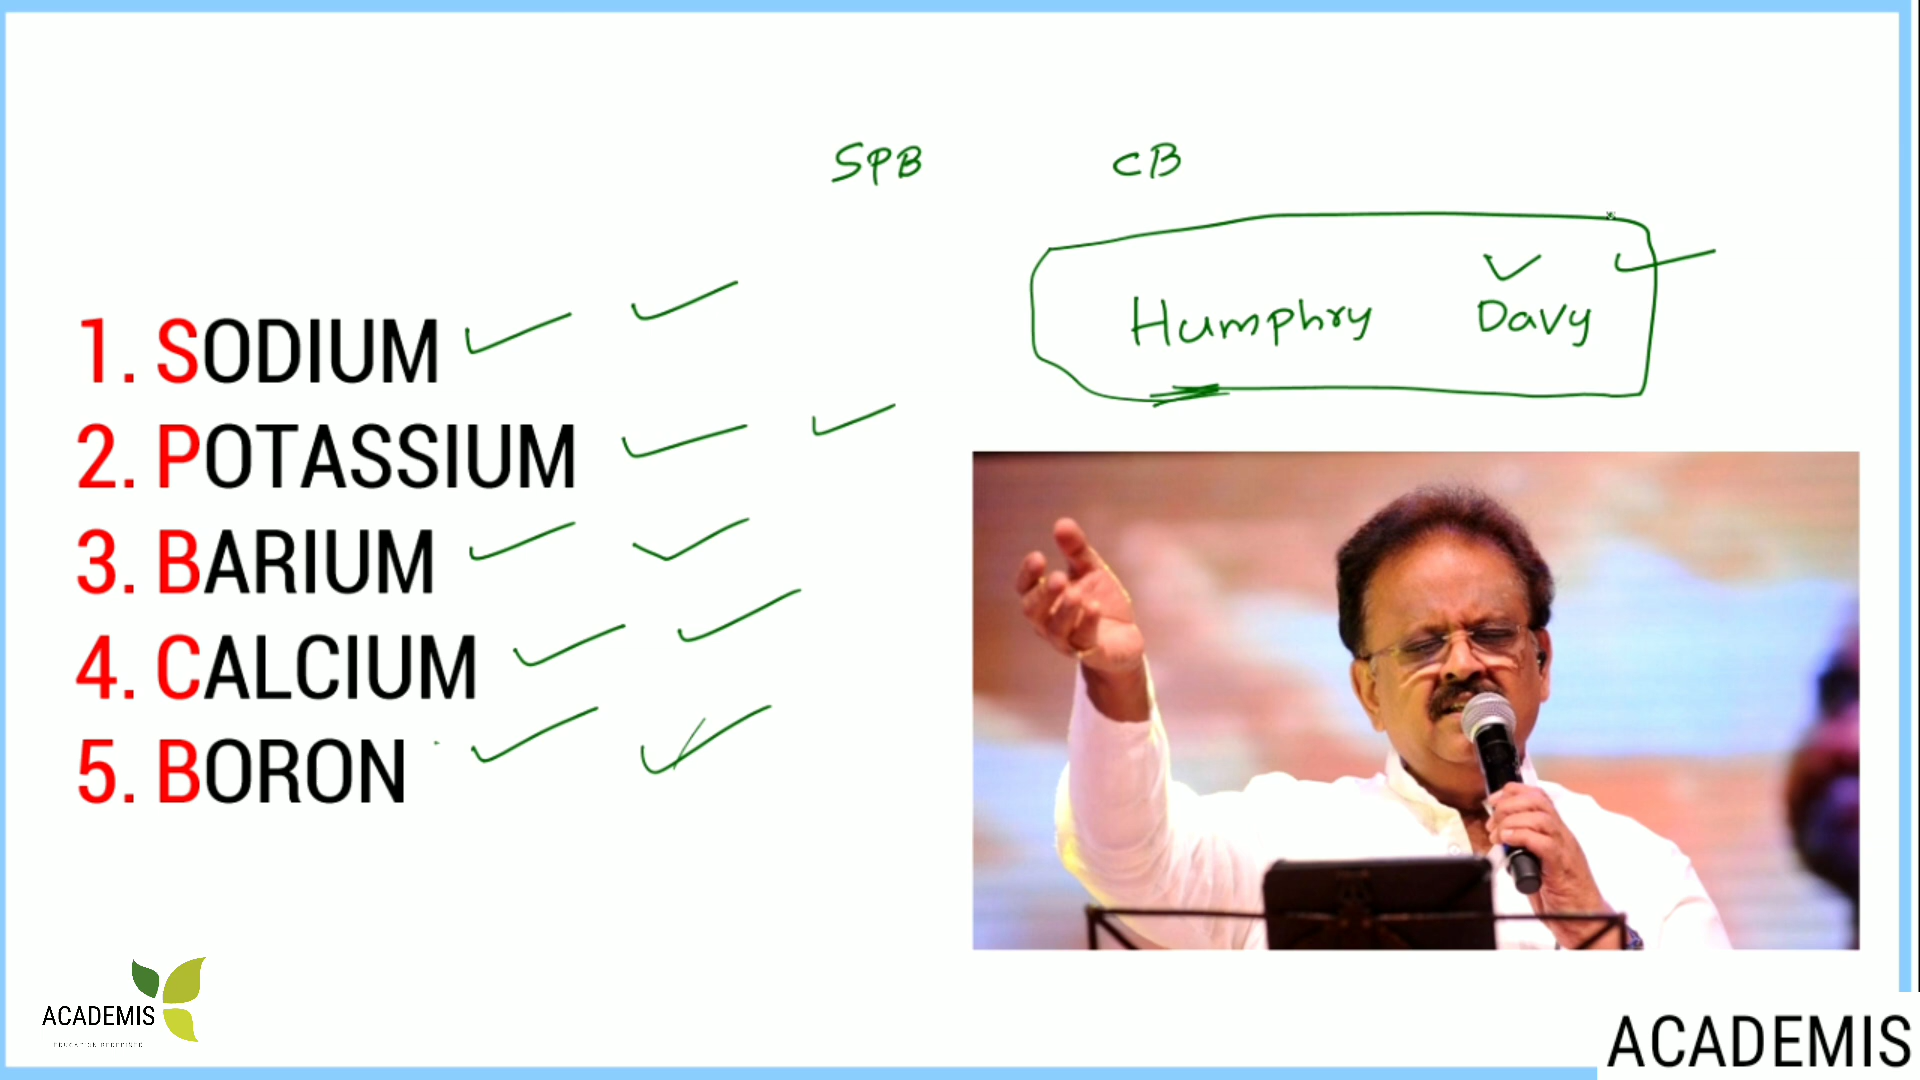 SPB CB
Humphry Davy
1. SODIUM
2. POTASSIUM
3. BARIUM
4. CALCIUM
5. BORON
ACADEMIS
ACADEMIS